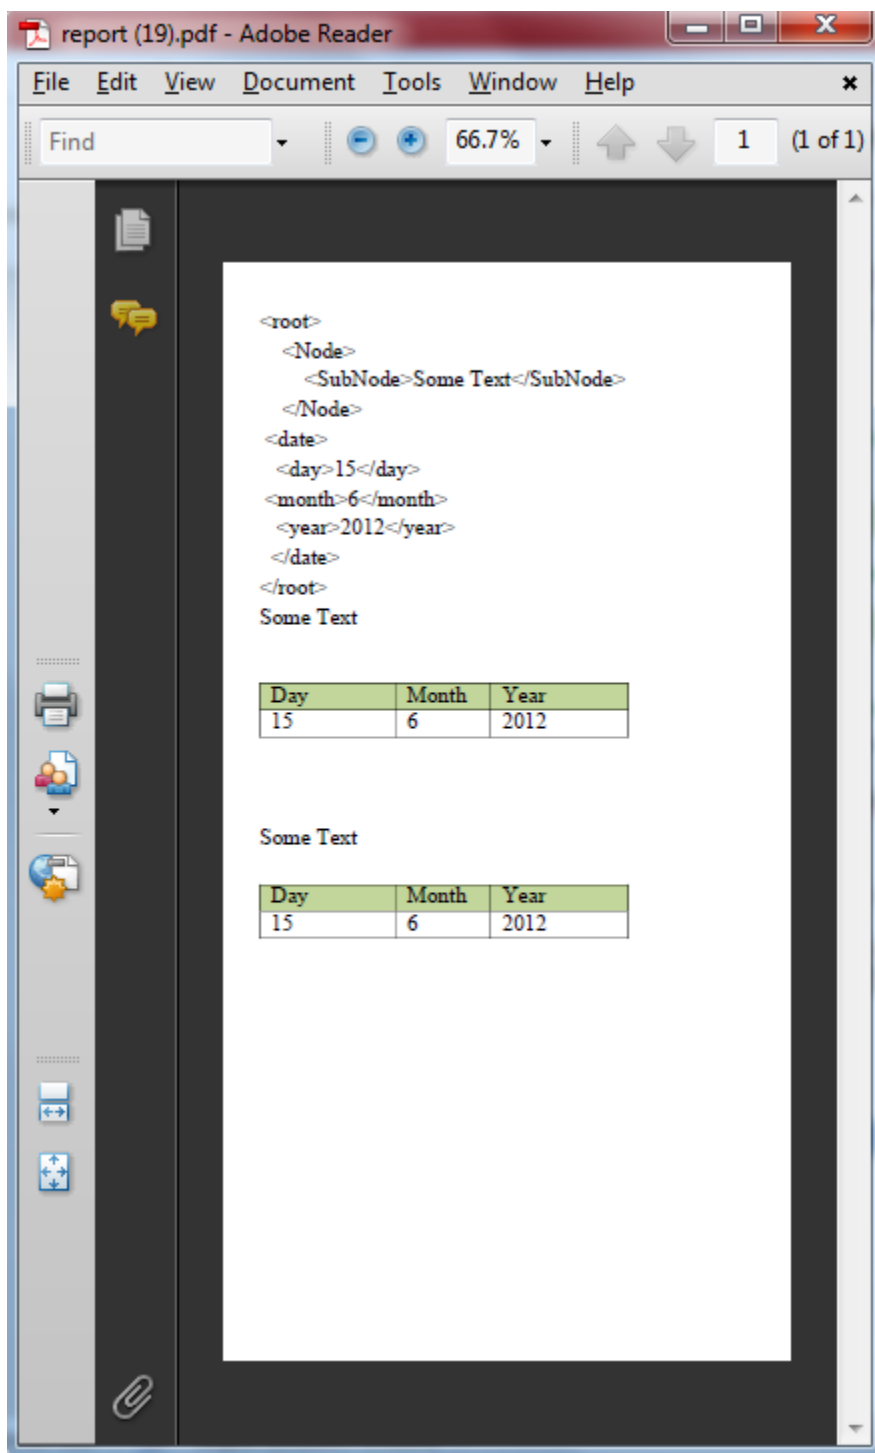 report (19).pdf - Adobe Reader
File Edit View Document Tools Window Help
Find 66.7% 1 (1 of 1)
<root>
<Node>
<SubNode>Some Text</SubNode>
</Node>
<date>
<day>15</day>
<month>6</month>
<year>2012</year>
</date>
</root>
Some Text
Day Month Year
15 6 2012
Some Text
Day Month Year
15 6 2012